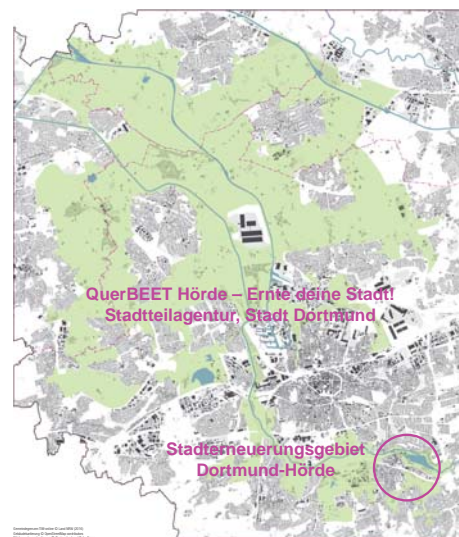 QuerBEET Hörde – Ernte deine Stadt!
Stadtteilagentur, Stadt Dortmund
Stadterneuerungsgebiet
Dortmund-Hörde